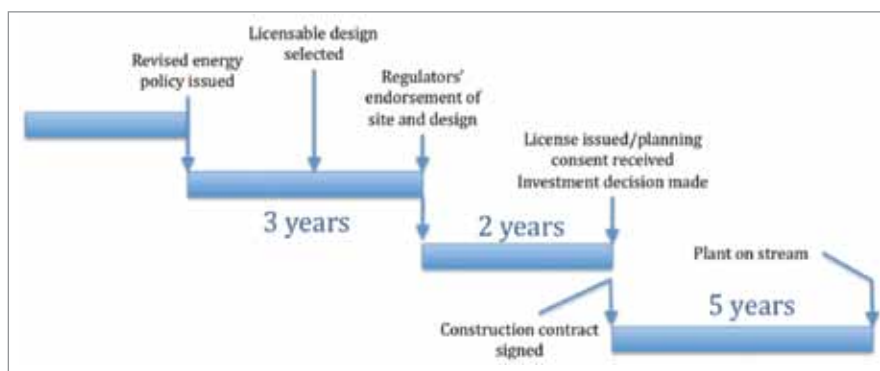 Licensable design
selected
Revised energy
policy issued
Regulators'
endorsement of
site and design
License issued/planning
consent received
Investment decision made
3 years
2 years
Plant on stream
5 years
Construction contract
signed